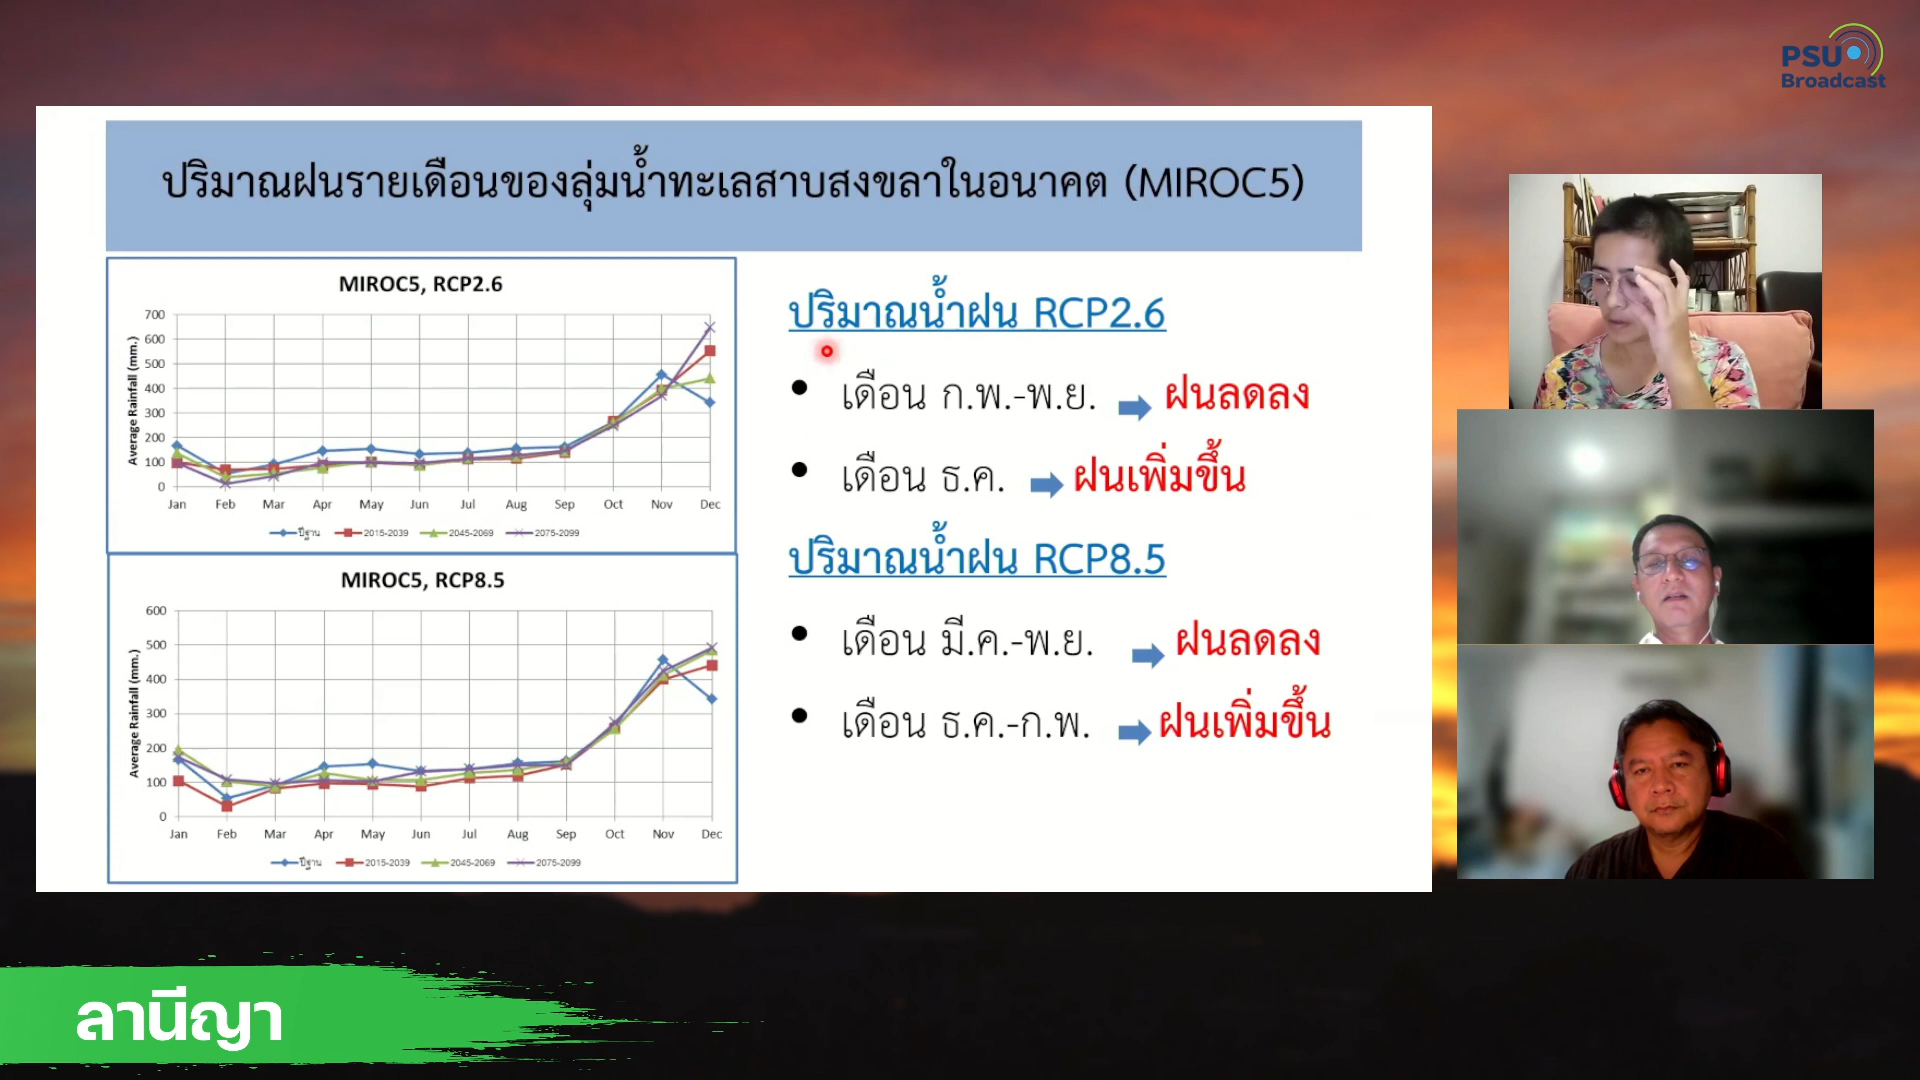 PSU
Broadcast
ปริมาณฝนรายเดือนของลุ่มน้ำทะเลสาบสงขลาในอนาคต (MIROC5)
MIROC5, RCP2.6
Average Rainfall (mm.)
700
600
500
400
300
200
100
0
Jan Feb Mar Apr May Jun Jul Aug Sep Oct Nov Dec
ปีฐาน 2015-2039 2045-2069 2075-2099
MIROC5, RCP8.5
Average Rainfall (mm.)
600
500
400
300
200
100
0
Jan Feb Mar Apr May Jun Jul Aug Sep Oct Nov Dec
ปีฐาน 2015-2039 2045-2069 2075-2099
ปริมาณน้ำฝน RCP2.6
• เดือน ก.พ.-พ.ย. ฝนลดลง
• เดือน ธ.ค. ฝนเพิ่มขึ้น
ปริมาณน้ำฝน RCP8.5
• เดือน มี.ค.-พ.ย. ฝนลดลง
• เดือน ธ.ค.-ก.พ. ฝนเพิ่มขึ้น
ลานีญา